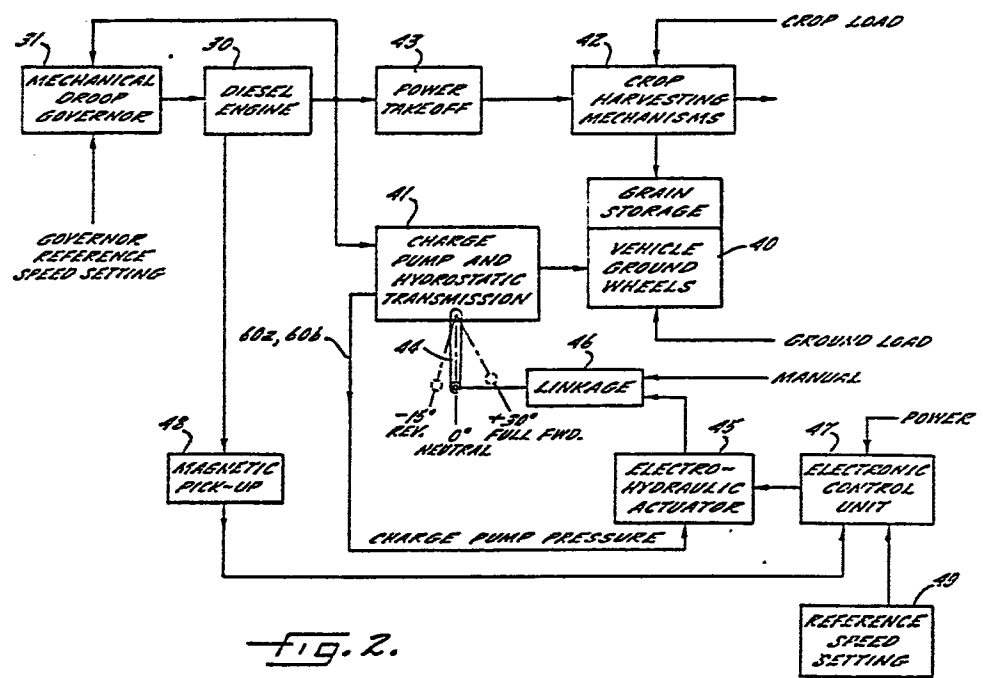 CROP LOAD
31
30
43
42
MECHANICAL
DROOP
GOVERNOR
DIESEL
ENGINE
POWER
TAKEOFF
CROP
HARVESTING
MECHANISMS
GOVERNOR
REFERENCE
SPEED SETTING
41
CHARGE
PUMP AND
HYDROSTATIC
TRANSMISSION
GRAIN
STORAGE
VEHICLE
GROUND
WHEELS
40
60a, 60b
44
46
LINKAGE
GROUND LOAD
MANUAL
-15°
REV.
0°
NEUTRAL
+30°
FULL FWD.
48
MAGNETIC
PICK-UP
45
ELECTRO-
HYDRAULIC
ACTUATOR
47
POWER
ELECTRONIC
CONTROL
UNIT
CHARGE PUMP PRESSURE
49
REFERENCE
SPEED
SETTING
Fig. 2.